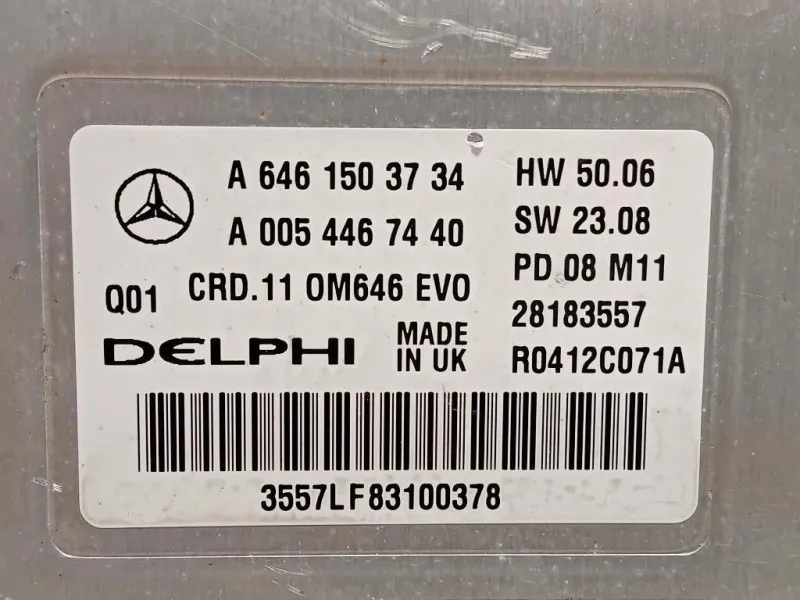 A 646 150 37 34 HW 50.06
A 005 446 74 40 SW 23.08
Q01 CRD.11 OM646 EVO PD 08 M11
28183557
DELPHI MADE IN UK R0412C071A
3557LF83100378